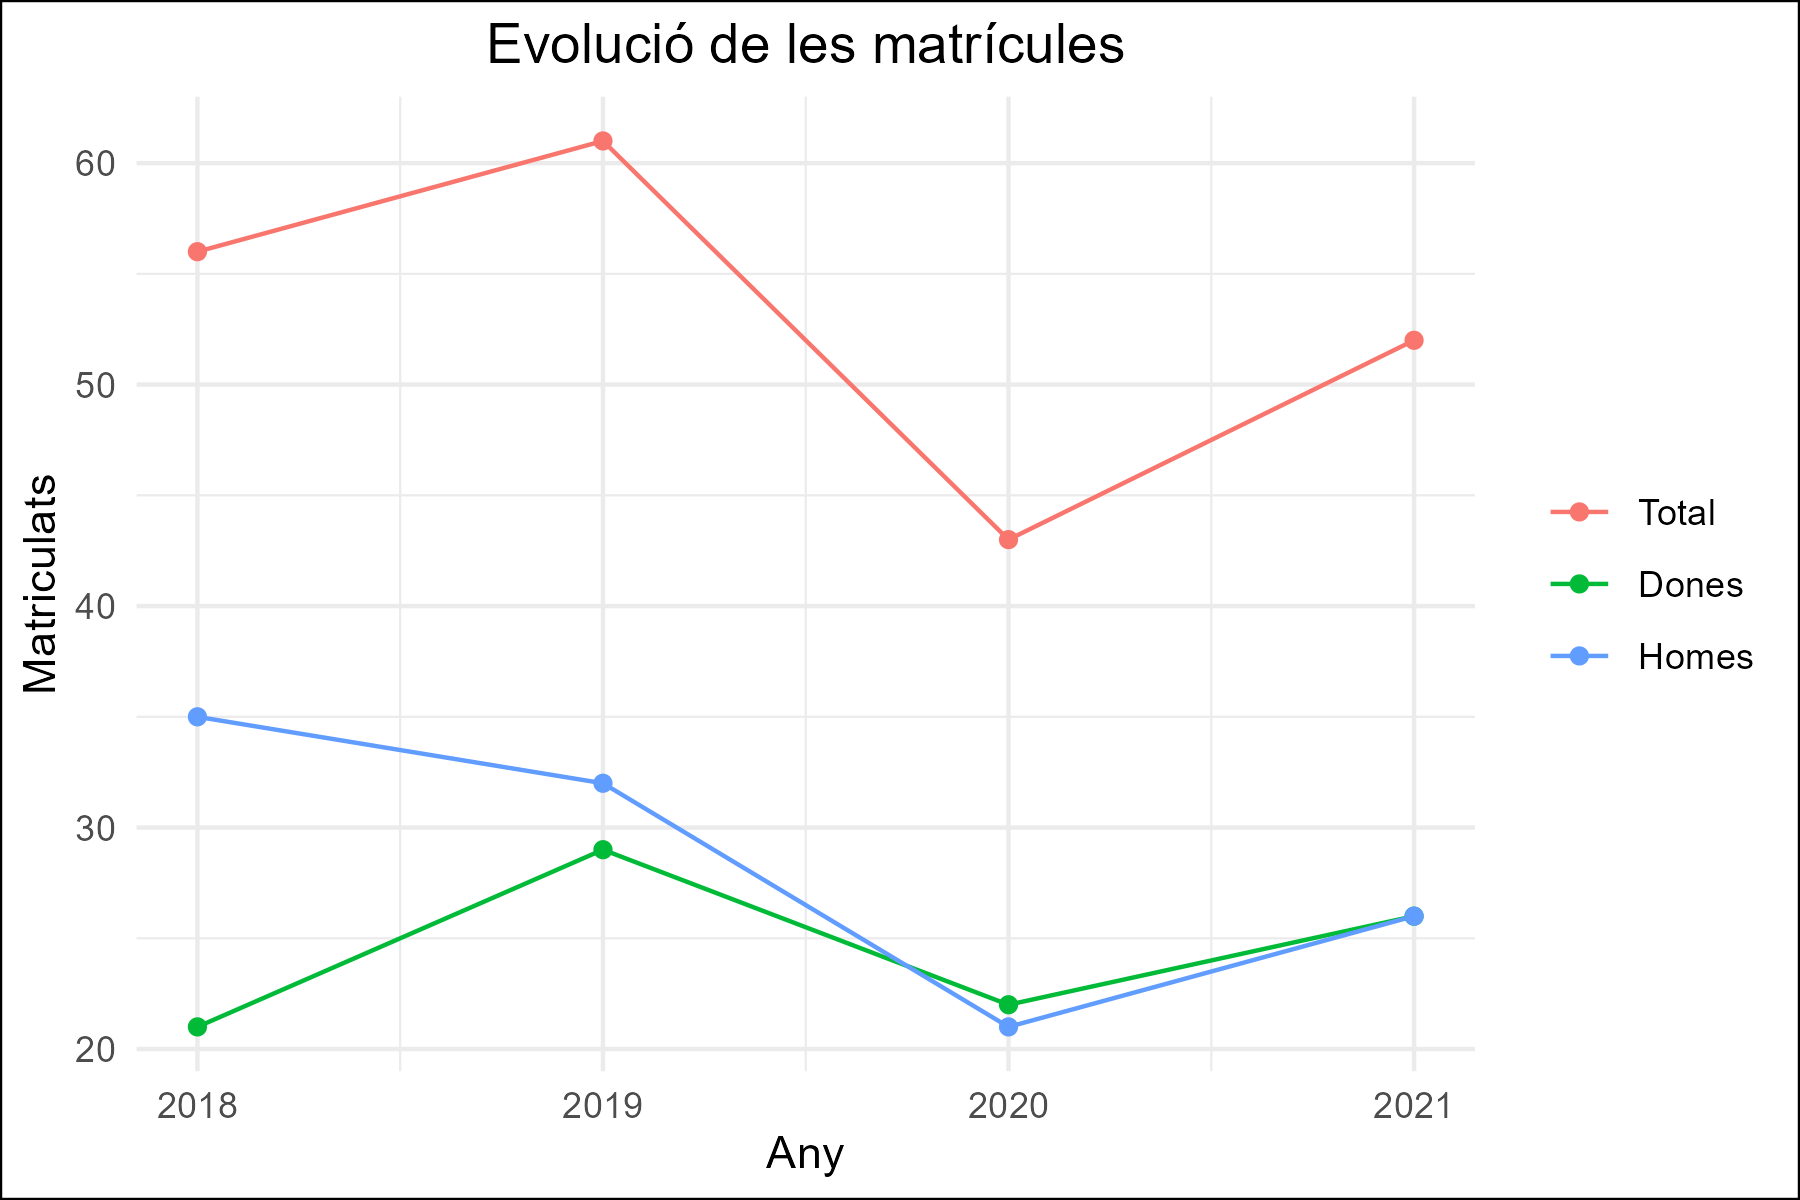 Evolució de les matrícules
60
50
40
30
20
Matriculats
2018 2019 2020 2021
Any
Total
Dones
Homes